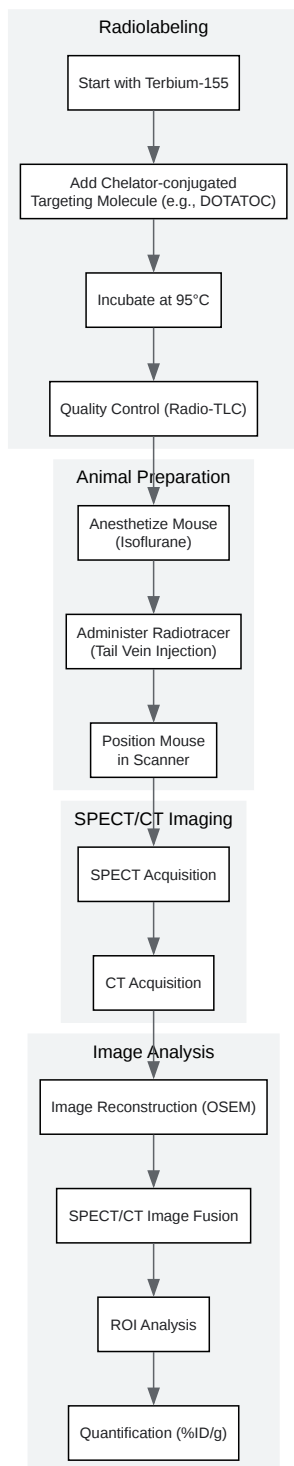 Radiolabeling
Start with Terbium-155
Add Chelator-conjugated
Targeting Molecule (e.g., DOTATOC)
Incubate at 95°C
Quality Control (Radio-TLC)
Animal Preparation
Anesthetize Mouse
(Isoflurane)
Administer Radiotracer
(Tail Vein Injection)
Position Mouse
in Scanner
SPECT/CT Imaging
SPECT Acquisition
CT Acquisition
Image Analysis
Image Reconstruction (OSEM)
SPECT/CT Image Fusion
ROI Analysis
Quantification (%ID/g)